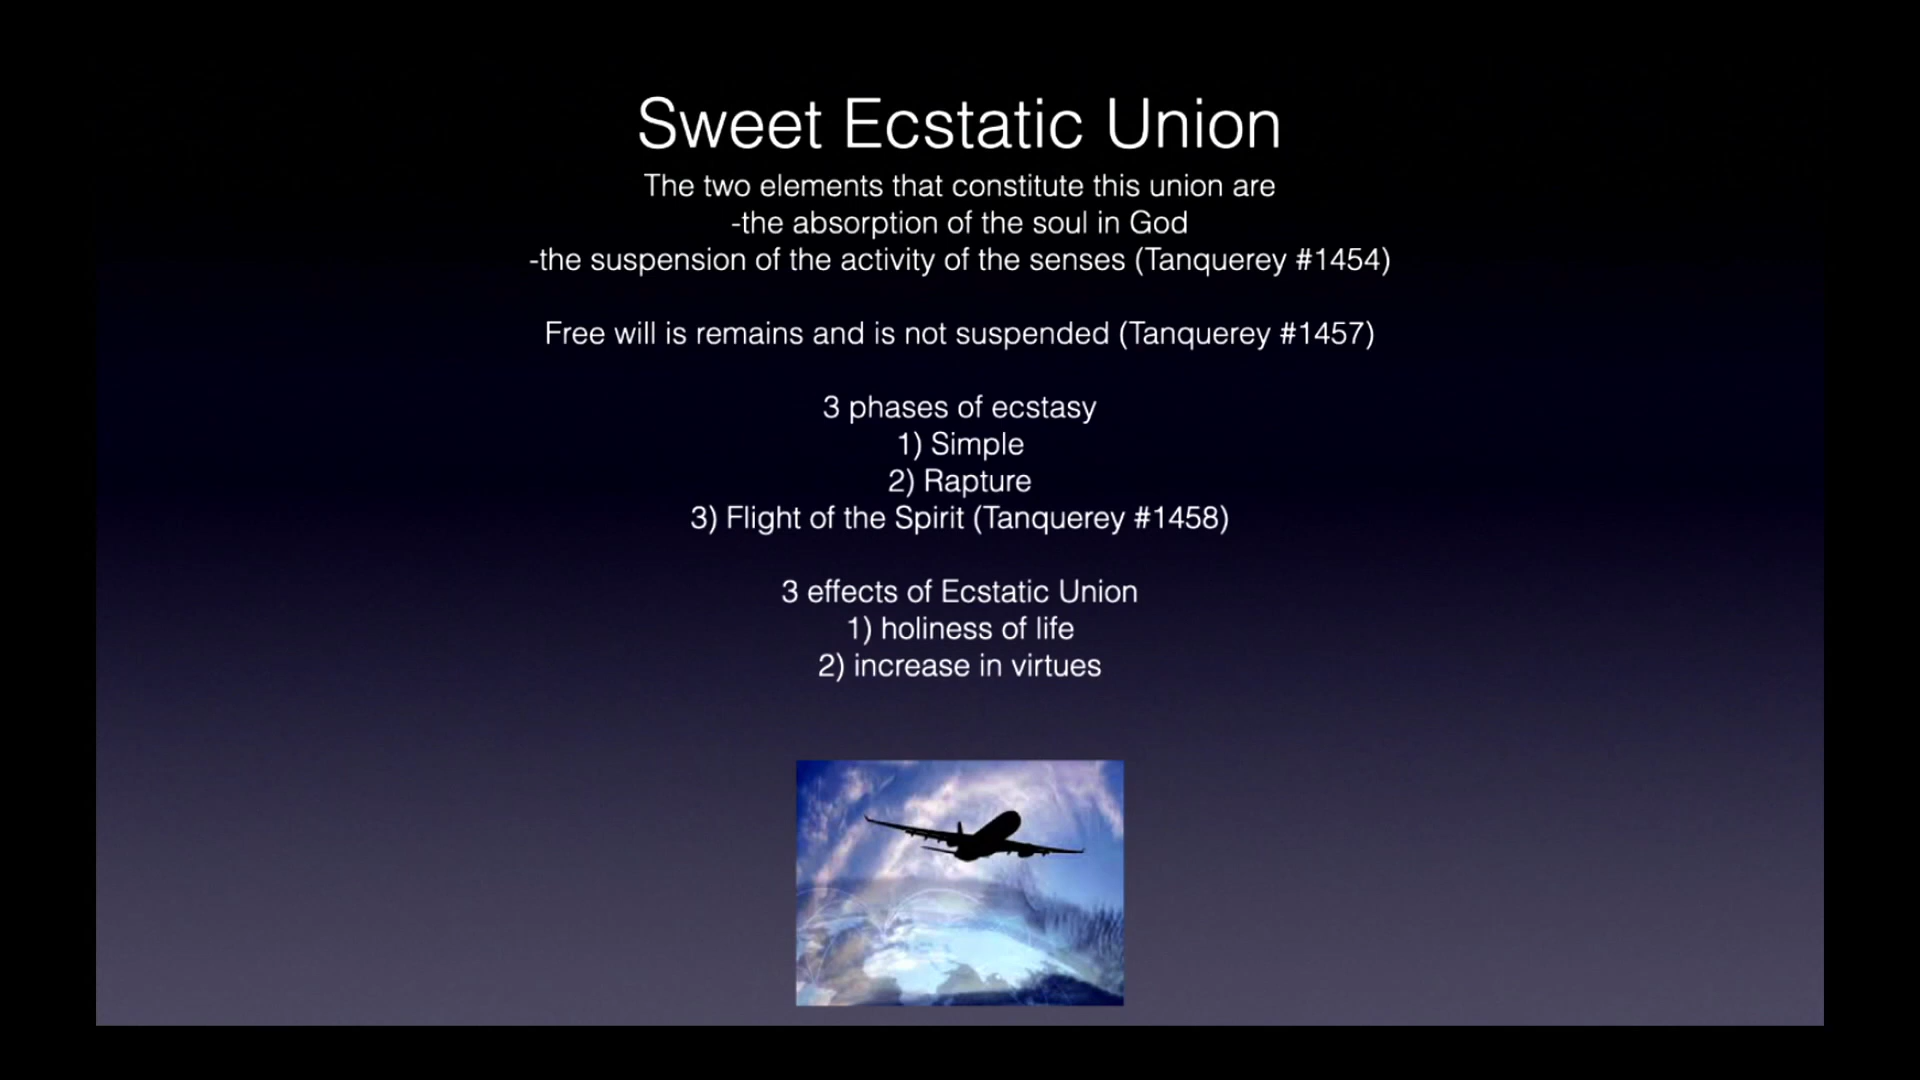 Sweet Ecstatic Union
The two elements that constitute this union are
-the absorption of the soul in God
-the suspension of the activity of the senses (Tanquerey #1454)
Free will is remains and is not suspended (Tanquerey #1457)
3 phases of ecstasy
1) Simple
2) Rapture
3) Flight of the Spirit (Tanquerey #1458)
3 effects of Ecstatic Union
1) holiness of life
2) increase in virtues